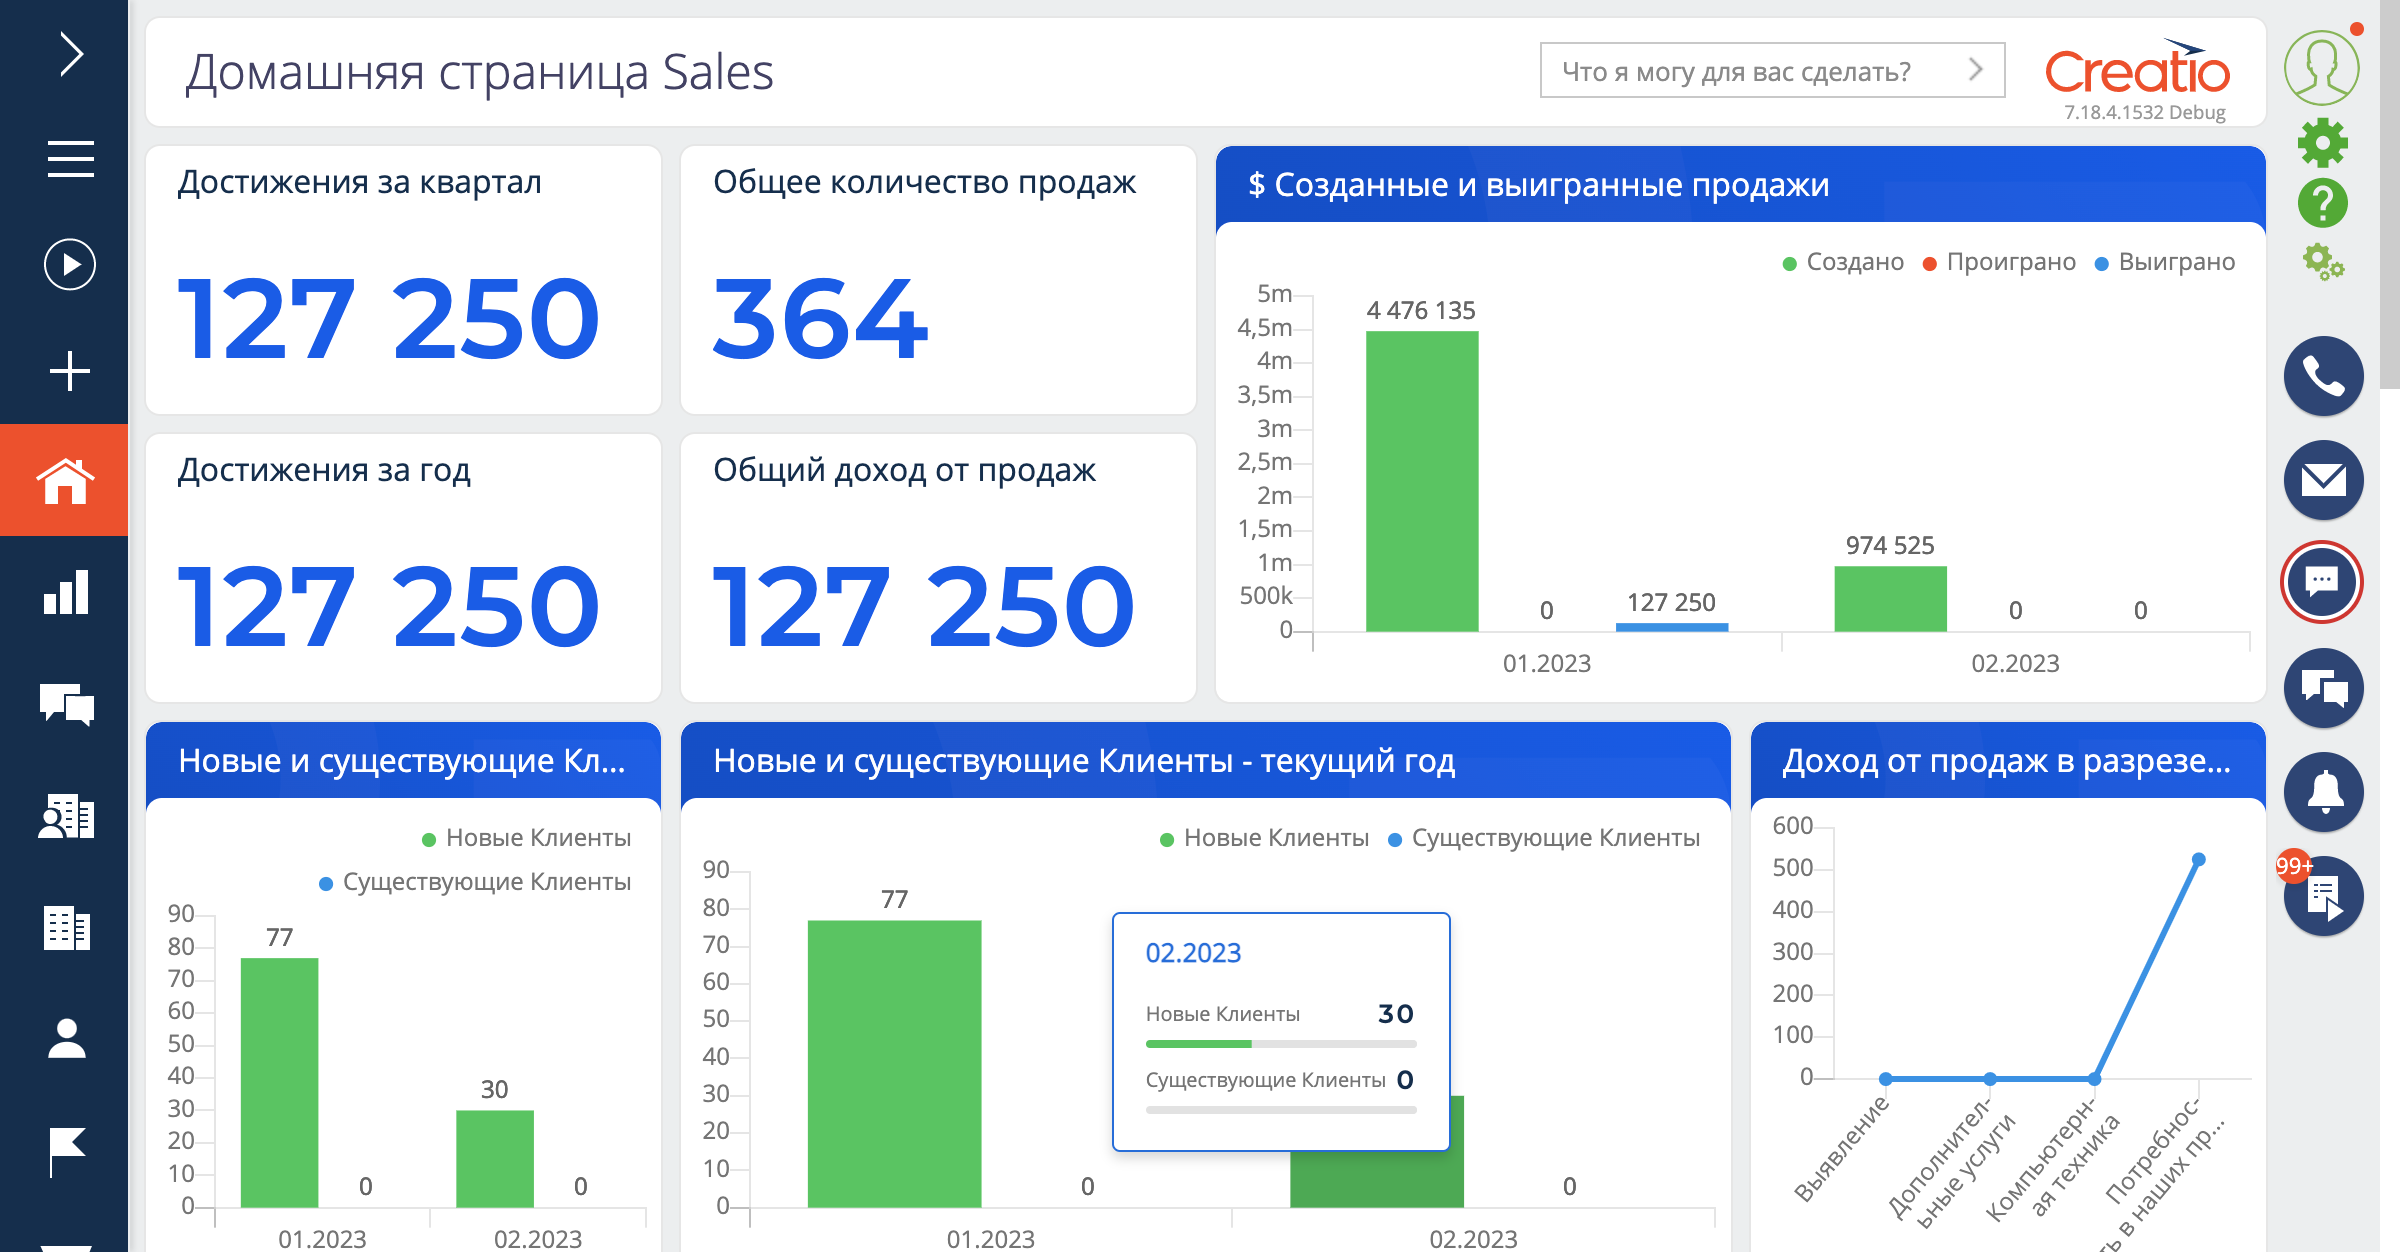 Домашняя страница Sales
Что я могу для вас сделать?
Creatio
7.18.4.1532 Debug
Достижения за квартал
127 250
Общее количество продаж
364
Достижения за год
127 250
Общий доход от продаж
127 250
$ Созданные и выигранные продажи
Создано Проиграно Выиграно
5m
4,5m
4m
3,5m
3m
2,5m
2m
1,5m
1m
500k
0
4 476 135
0
127 250
974 525
0
0
01.2023
02.2023
Новые и существующие Кл...
Новые Клиенты
Существующие Клиенты
90
80
70
60
50
40
30
20
10
0
77
0
30
0
01.2023
02.2023
Новые и существующие Клиенты - текущий год
Новые Клиенты Существующие Клиенты
90
80
70
60
50
40
30
20
10
0
77
0
0
02.2023
Новые Клиенты 30
Существующие Клиенты 0
01.2023
02.2023
Доход от продаж в разрезе...
600
500
400
300
200
100
0
Выявление
Дополнител-
ьные услуги
Компьютерн-
ая техника
Потребнос-
ть в наших пр...
99+